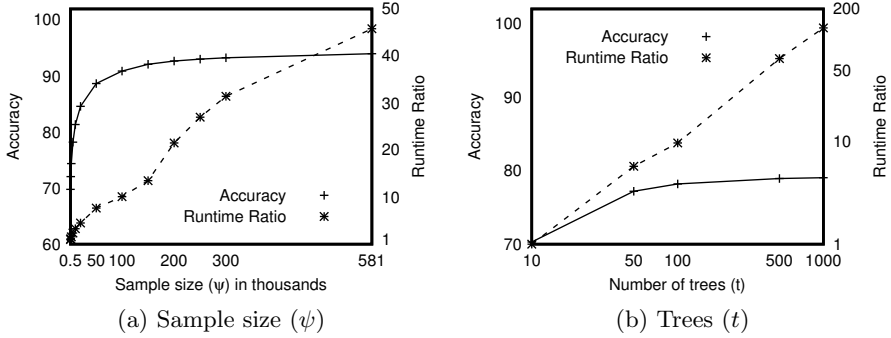 100
90
80
70
60
Accuracy
50
40
30
20
10
1
Runtime Ratio
Accuracy
Runtime Ratio
0.5 50 100 200 300 581
Sample size (ψ) in thousands
(a) Sample size (ψ)
100
90
80
70
Accuracy
200
50
10
1
Runtime Ratio
Accuracy
Runtime Ratio
10 50 100 500 1000
Number of trees (t)
(b) Trees (t)